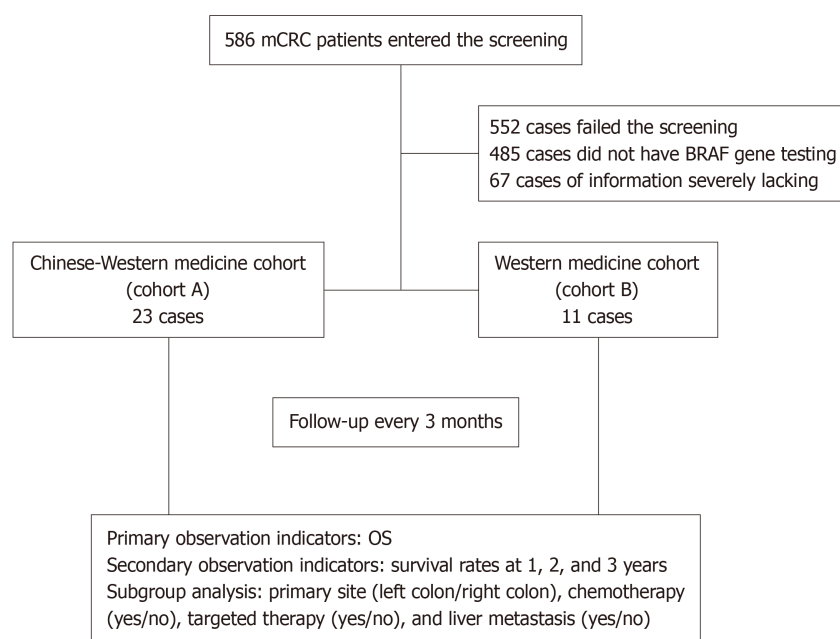 586 mCRC patients entered the screening
552 cases failed the screening
485 cases did not have BRAF gene testing
67 cases of information severely lacking
Chinese-Western medicine cohort
(cohort A)
23 cases
Western medicine cohort
(cohort B)
11 cases
Follow-up every 3 months
Primary observation indicators: OS
Secondary observation indicators: survival rates at 1, 2, and 3 years
Subgroup analysis: primary site (left colon/right colon), chemotherapy
(yes/no), targeted therapy (yes/no), and liver metastasis (yes/no)